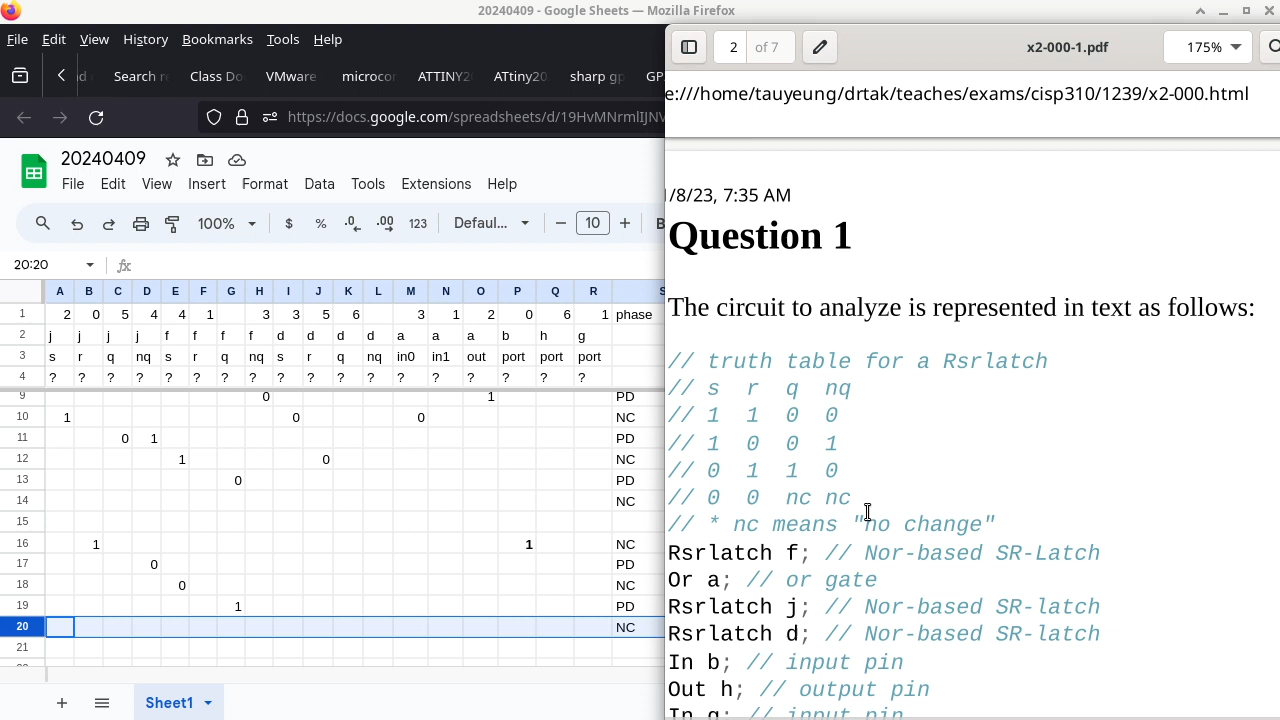 20240409 - Google Sheets — Mozilla Firefox
File Edit View History Bookmarks Tools Help
Search Class Do VMware microco ATTINY2 ATtiny20 sharp gp GP
https://docs.google.com/spreadsheets/d/19HvMNrmlIJNV
20240409
File Edit View Insert Format Data Tools Extensions Help
100% $ % .0 .00 123 Defaul... 10 B
20:20 fx
A B C D E F G H I J K L M N O P Q R S
1 2 0 5 4 4 1 3 3 5 6 3 1 2 0 6 1 phase
2 j j j j f f f f d d d d a a a b h g
3 s r q nq s r q nq s r q nq in0 in1 out port port port
4 ? ? ? ? ? ? ? ? ? ? ? ? ? ? ? ? ? ?
9 0 1 PD
10 1 0 0 NC
11 0 1 PD
12 1 0 NC
13 0 PD
14 NC
15
16 1 1 NC
17 0 PD
18 0 NC
19 1 PD
20 NC
21
Sheet1
2 of 7 x2-000-1.pdf 175%
e:///home/tauyeung/drtak/teaches/exams/cisp310/1239/x2-000.html
/8/23, 7:35 AM
Question 1
The circuit to analyze is represented in text as follows:
// truth table for a Rsrlatch
// s r q nq
// 1 1 0 0
// 1 0 0 1
// 0 1 1 0
// 0 0 nc nc
// * nc means "no change"
Rsrlatch f; // Nor-based SR-Latch
Or a; // or gate
Rsrlatch j; // Nor-based SR-latch
Rsrlatch d; // Nor-based SR-latch
In b; // input pin
Out h; // output pin
In g; // input pin